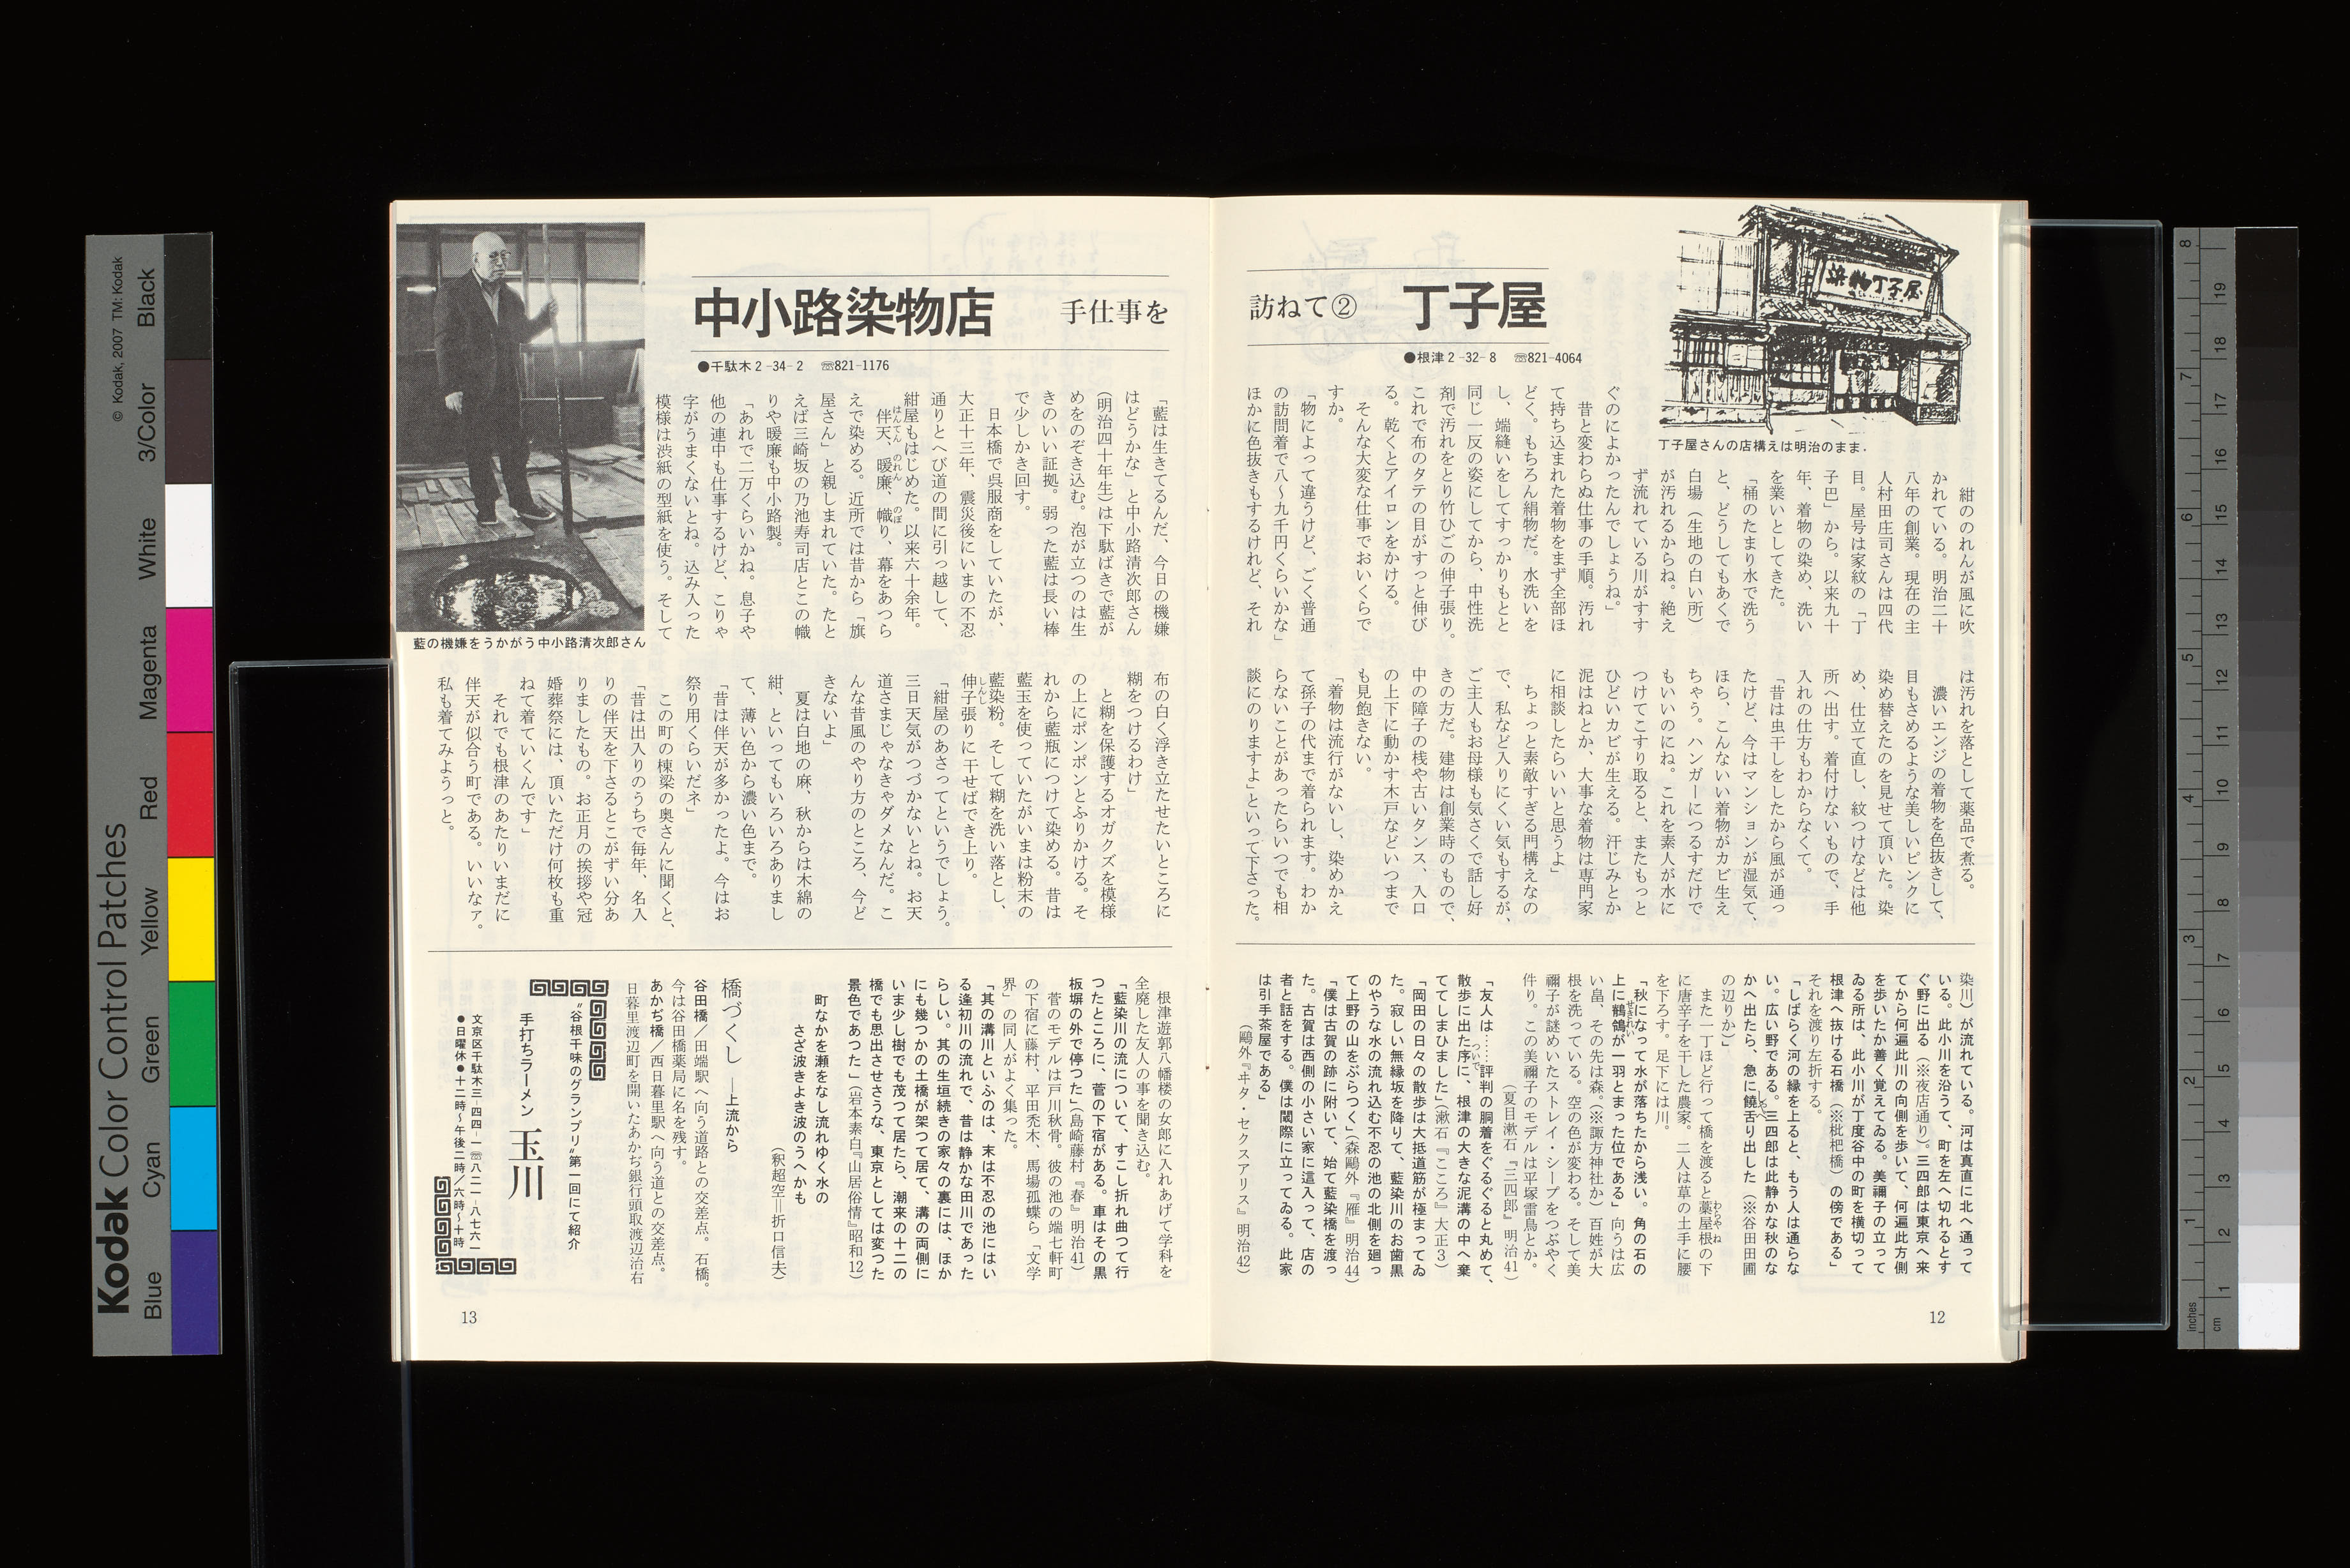 丁子屋
手仕事を
訪ねて②
●根津2-32-8　☏821-4064
染物丁子屋
丁子屋さんの店構えは明治のまま.
　紺ののれんが風に吹
かれている。明治二十
八年の創業。現在の主
人村田庄司さんは四代
目。屋号は家紋の「丁
子巴」から。以来九十
年、着物の染め、洗い
を業いとしてきた。
「桶のたまり水で洗う
と、どうしてもあくで
白場（生地の白い所）
が汚れるからね。絶え
ず流れている川がすす
ぐのによかったんでしょうね。」
　昔と変わらぬ仕事の手順。汚れ
て持ち込まれた着物をまず全部ほ
どく。もちろん絹物だ。水洗いを
し、端縫いをしてすっかりもとと
同じ一反の姿にしてから、中性洗
剤で汚れをとり竹ひごの伸子張り。
これで布のタテの目がすっと伸び
る。乾くとアイロンをかける。
　そんな大変な仕事でおいくらで
すか。
「物によって違うけど、ごく普通
の訪問着で八〜九千円くらいかな」
ほかに色抜きもするけれど、それ
は汚れを落として薬品で煮る。
　濃いエンジの着物を色抜きして、
目もさめるような美しいピンクに
染め替えたのを見せて頂いた。染
め、仕立て直し、紋つけなどは他
所へ出す。着付けないもので、手
入れの仕方もわからなくて。
「昔は虫干しをしたから風が通っ
たけど、今はマンションが湿気て、
ほら、こんないい着物がカビ生え
ちゃう。ハンガーにつるすだけで
もいいのにね。これを素人が水に
つけてこすり取ると、またもっと
ひどいカビが生える。汗じみとか
泥はねとか、大事な着物は専門家
に相談したらいいと思うよ」
　ちょっと素敵すぎる門構えなの
で、私など入りにくい気もするが、
ご主人もお母様も気さくで話し好
きの方だ。建物は創業時のもので、
中の障子の桟や古いタンス、入口
の上下に動かす木戸などいつまで
も見飽きない。
「着物は流行がないし、染めかえ
て孫子の代まで着られます。わか
らないことがあったらいつでも相
談にのりますよ」といって下さった。
染川）が流れている。河は真直に北へ通って
いる。此小川を沿うて、町を左へ切れるとす
ぐ野に出る（※夜店通り）。三四郎は東京へ来
てから何遍此川の向側を歩いて、何遍此方側
を歩いたか善く覚えてゐる。美禰子の立って
ゐる所は、此小川が丁度谷中の町を横切って
根津へ抜ける石橋（※枇杷橋）の傍である」
それを渡り左折する。
「しばらく河の縁を上ると、もう人は通らな
い。広い野である。三四郎は此静かな秋のな
かへ出たら、急に饒舌り出した（※谷田田圃
の辺りか）」
　また一丁ほど行って橋を渡ると藁屋根の下
に唐辛子を干した農家。二人は草の土手に腰
を下ろす。足下には川。
「秋になって水が落ちたから浅い。角の石の
上に鶺鴒が一羽とまった位である」向うは広
い畠、その先は森。（※諏方神社か）百姓が大
根を洗っている。空の色が変わる。そして美
禰子が謎めいたストレイ・シープをつぶやく
件り。この美禰子のモデルは平塚雷鳥とか。
（夏目漱石『三四郎』明治41）
「友人は……評判の胴着をぐるぐると丸めて、
散歩に出た序に、根津の大きな泥溝の中へ棄
ててしまひました」（漱石『こころ』大正3）
「岡田の日々の散歩は大抵道筋が極まってゐ
た。寂しい無縁坂を降りて、藍染川のお歯黒
のやうな水の流れ込む不忍の池の北側を廻っ
て上野の山をぶらつく」（森鷗外『雁』明治44）
「僕は古賀の跡に附いて、始て藍染橋を渡っ
た。古賀は西側の小さい家に這入って、店の
者と話をする。僕は閾際に立ってゐる。此家
は引手茶屋である」
（鷗外『ヰタ・セクスアリス』明治42）
12
中小路染物店
●千駄木2-34-2　☏821-1176
藍の機嫌をうかがう中小路清次郎さん
「藍は生きてるんだ、今日の機嫌
はどうかな」と中小路清次郎さん
（明治四十年生）は下駄ばきで藍が
めをのぞき込む。泡が立つのは生
きのいい証拠。弱った藍は長い棒
で少しかき回す。
　日本橋で呉服商をしていたが、
大正十三年、震災後にいまの不忍
通りとへび道の間に引っ越して、
紺屋もはじめた。以来六十余年。
　伴天、暖廉、幟り、幕をあつら
えで染める。近所では昔から「旗
屋さん」と親しまれていた。たと
えば三崎坂の乃池寿司店とこの幟
りや暖廉も中小路製。
「あれで二万くらいかね。息子や
他の連中も仕事するけど、こりゃ
字がうまくないとね。込み入った
模様は渋紙の型紙を使う。そして
布の白く浮き立たせたいところに
糊をつけるわけ」
　と糊を保護するオガクズを模様
の上にポンポンとふりかける。そ
れから藍瓶につけて染める。昔は
藍玉を使っていたがいまは粉末の
藍染粉。そして糊を洗い落とし、
伸子張りに干せばでき上り。
「紺屋のあさってというでしょう。
三日天気がつづかないとね。お天
道さまじゃなきゃダメなんだ。こ
んな昔風のやり方のところ、今ど
きないよ」
　夏は白地の麻、秋からは木綿の
紺、といってもいろいろありまし
て、薄い色から濃い色まで。
「昔は伴天が多かったよ。今はお
祭り用くらいだネ」
　この町の棟梁の奥さんに聞くと、
「昔は出入りのうちで毎年、名入
りの伴天を下さるとこがずい分あ
りましたもの。お正月の挨拶や冠
婚葬祭には、頂いただけ何枚も重
ねて着ていくんです」
　それでも根津のあたりいまだに
伴天が似合う町である。いいなァ。
私も着てみようっと。
　根津遊郭八幡楼の女郎に入れあげて学科を
全廃した友人の事を聞き込む。
「藍染川の流について、すこし折れ曲つて行
つたところに、菅の下宿がある。車はその黒
板塀の外で停つた」（島崎藤村『春』明治41）
　菅のモデルは戸川秋骨。彼の池の端七軒町
の下宿に藤村、平田禿木、馬場孤蝶ら「文学
界」の同人がよく集った。
「其の溝川といふのは、末は不忍の池にはい
る逢初川の流れで、昔は静かな田川であった
らしい。其の生垣続きの家々の裏には、ほか
にも幾つかの土橋が架つて居て、溝の両側に
いま少し樹でも茂つて居たら、潮来の十二の
橋でも思出させさうな、東京としては変つた
景色であつた」（岩本素白『山居俗情』昭和12）
町なかを瀬をなし流れゆく水の
さざ波きよき波のうへかも
（釈超空＝折口信夫）
橋づくし　—上流から
谷田橋／田端駅へ向う道路との交差点。石橋。
今は谷田橋薬局に名を残す。
あかぢ橋／西日暮里駅へ向う道との交差点。
日暮里渡辺町を開いたあかぢ銀行頭取渡辺治右
“谷根千味のグランプリ”第一回にて紹介
手打ちラーメン　玉川
文京区千駄木三−四四−一 ☏八二一−八七六一
●日曜休●十二時〜午後二時／六時〜十時
13
Kodak Color Control Patches
© Kodak, 2007 TM: Kodak
Blue
Cyan
Green
Yellow
Red
Magenta
White
3/Color
Black
inches
cm
1
2
3
4
5
6
7
8
1
2
3
4
5
6
7
8
9
10
11
12
13
14
15
16
17
18
19